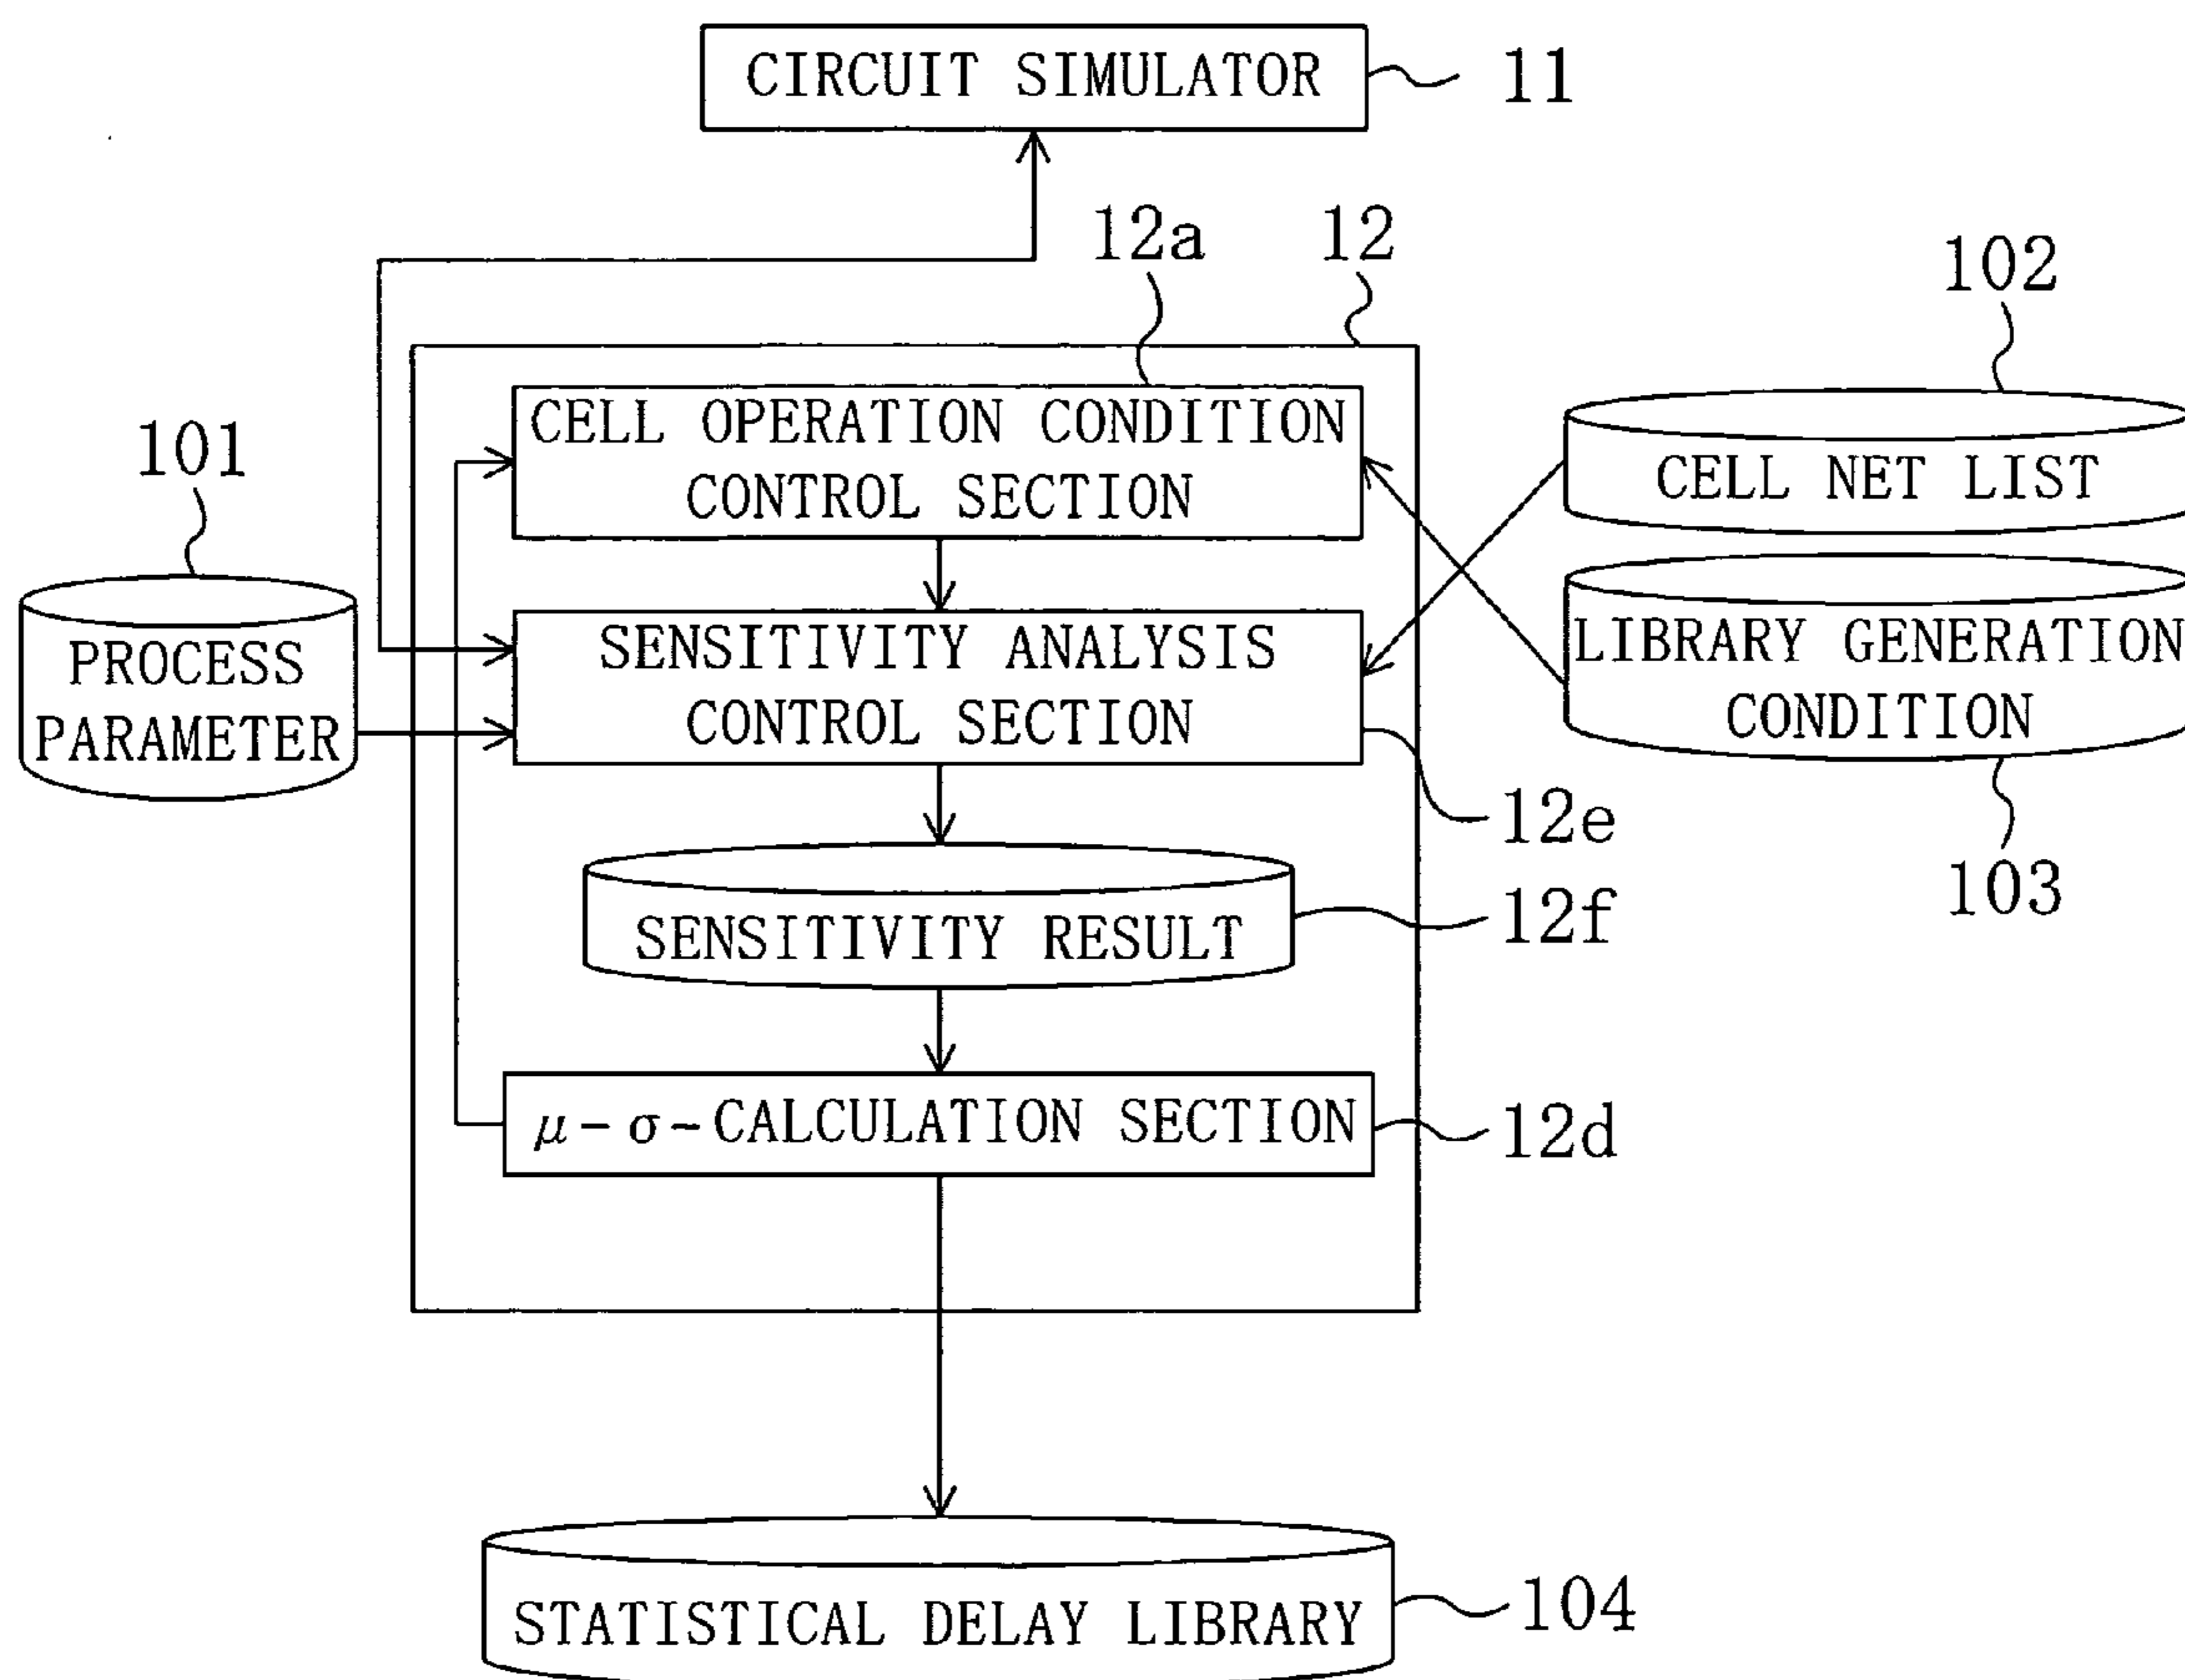 CIRCUIT SIMULATOR
11
12a
12
102
CELL OPERATION CONDITION
CONTROL SECTION
101
CELL NET LIST
PROCESS
PARAMETER
SENSITIVITY ANALYSIS
CONTROL SECTION
LIBRARY GENERATION
CONDITION
12e
103
SENSITIVITY RESULT
12f
μ-σ-CALCULATION SECTION
12d
STATISTICAL DELAY LIBRARY
104